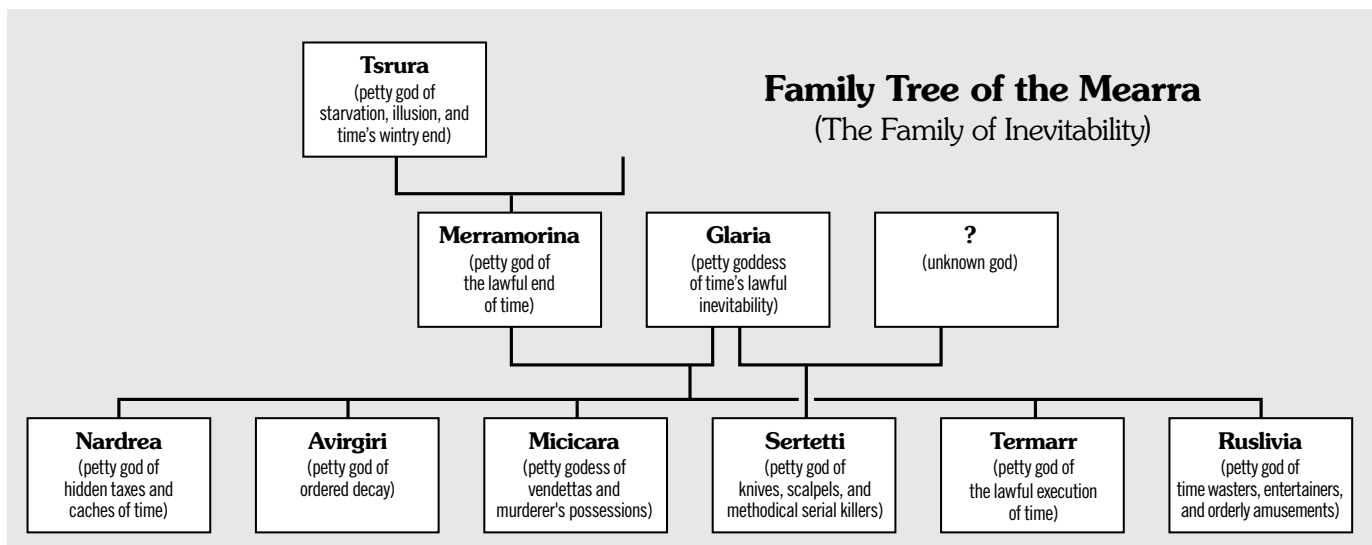 Family Tree of the Mearra
(The Family of Inevitability)
Tsrura
(petty god of
starvation, illusion, and
time's wintry end)
Merramorina
(petty god of
the lawful end
of time)
Glaria
(petty goddess
of time's lawful
inevitability)
?
(unknown god)
Nardrea
(petty god of
hidden taxes and
caches of time)
Avirgiri
(petty god of
ordered decay)
Micicara
(petty godess of
vendettas and
murderer's possessions)
Sertetti
(petty god of
knives, scalpels, and
methodical serial killers)
Termarr
(petty god of
the lawful execution
of time)
Ruslivia
(petty god of
time wasters, entertainers,
and orderly amusements)